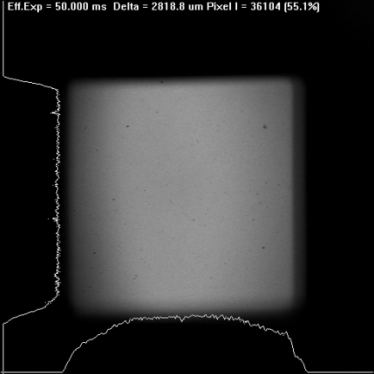 Eff.Exp = 50.000 ms Delta = 2818.8 um Pixel I = 36104 (55.1%)